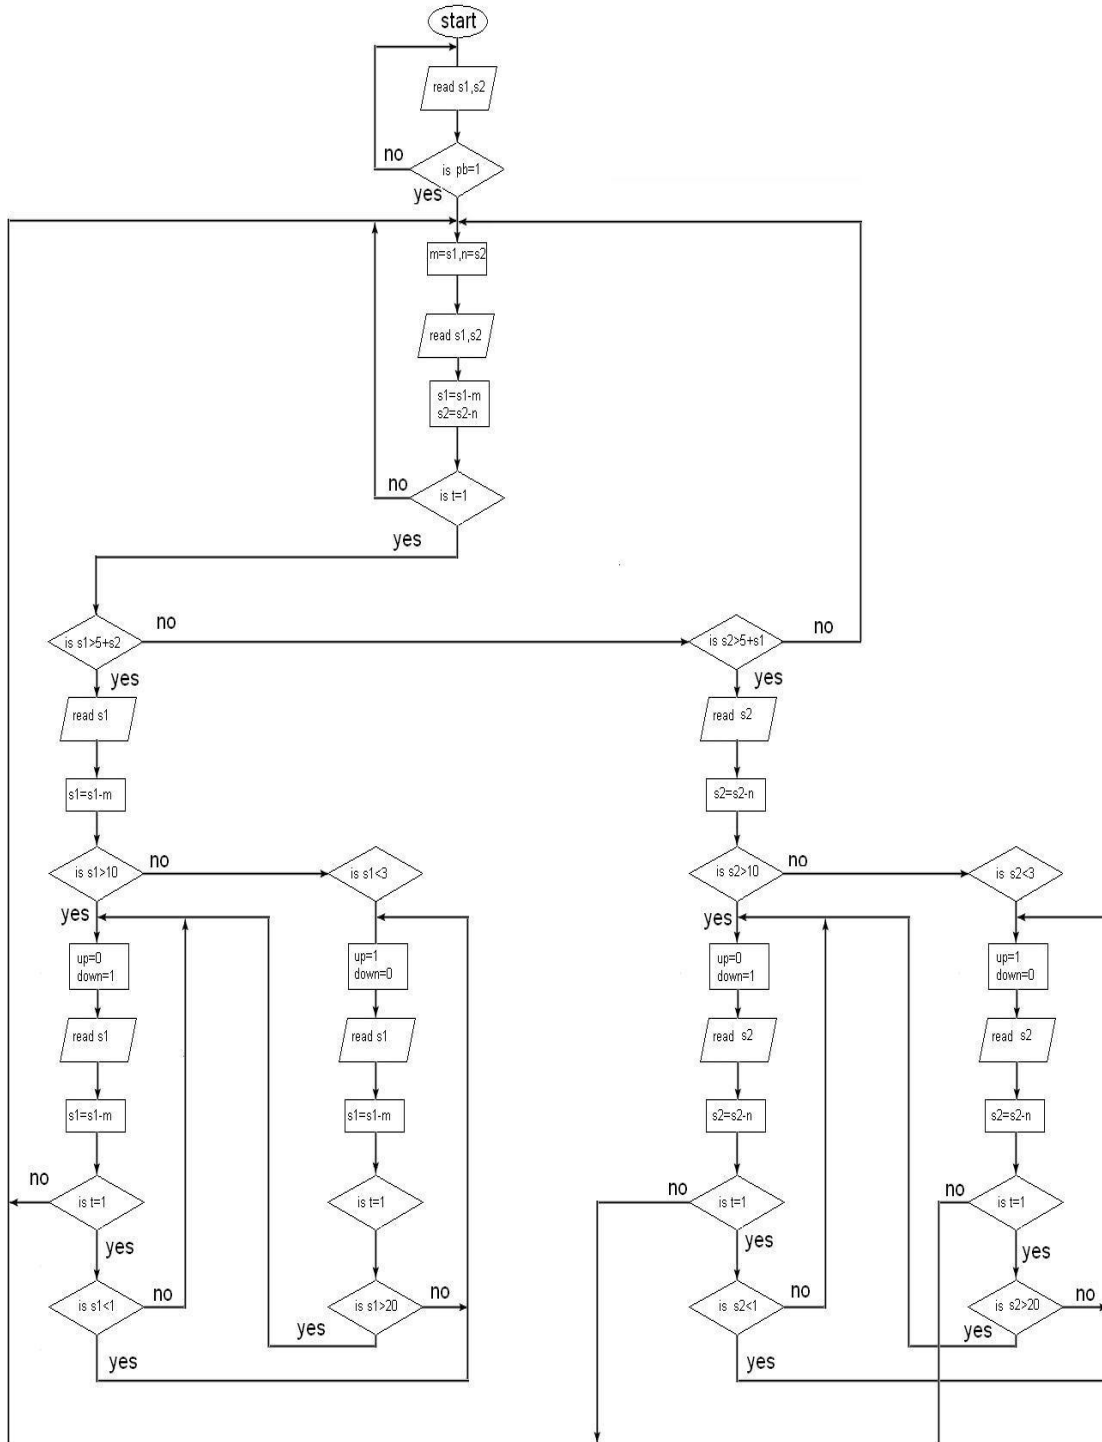 start
read s1,s2
no
is pb=1
yes
m=s1,n=s2
read s1,s2
s1=s1-m
s2=s2-n
no
is t=1
yes
is s1>5+s2
no
is s2>5+s1
no
yes
yes
read s1
read s2
s1=s1-m
s2=s2-n
is s1>10
no
is s1<3
is s2>10
no
is s2<3
yes
yes
up=0
down=1
up=1
down=0
up=0
down=1
up=1
down=0
read s1
read s1
read s2
read s2
s1=s1-m
s1=s1-m
s2=s2-n
s2=s2-n
no
is t=1
is t=1
no
is t=1
no
is t=1
yes
yes
yes
is s1<1
no
is s1>20
no
is s2<1
no
is s2>20
no
yes
yes
yes
yes